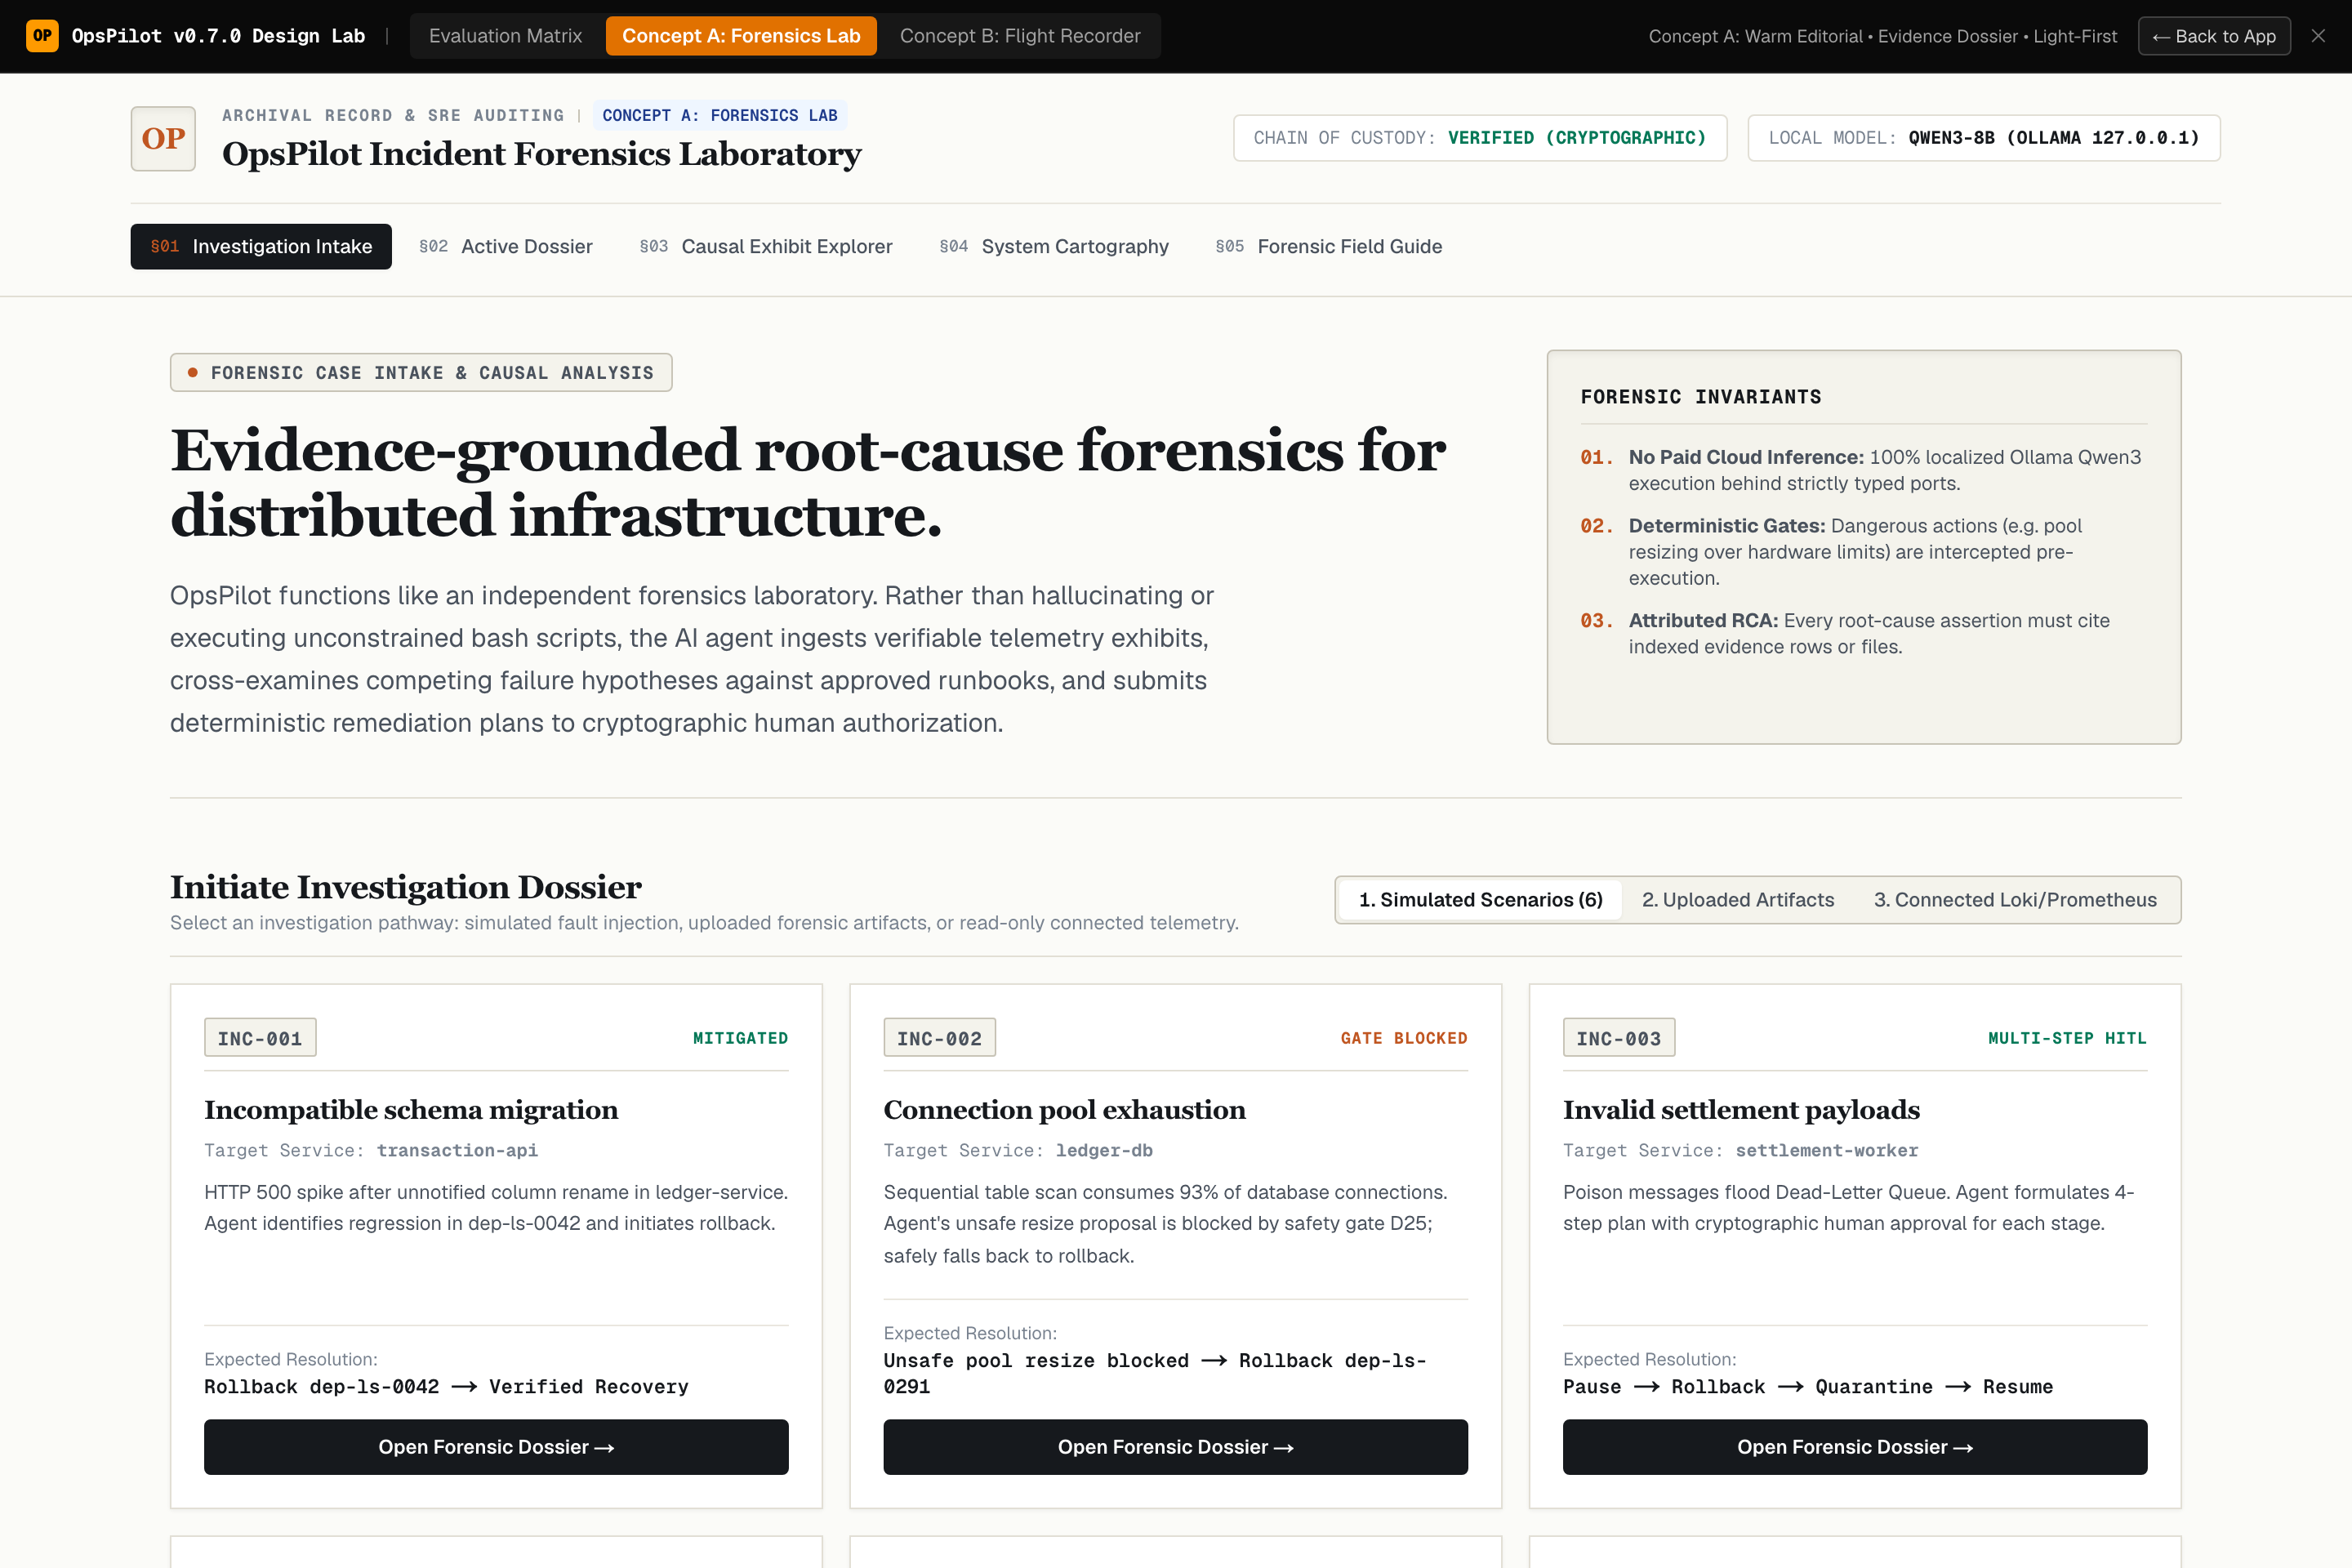 OP OpsPilot v0.7.0 Design Lab | Evaluation Matrix Concept A: Forensics Lab Concept B: Flight Recorder Concept A: Warm Editorial • Evidence Dossier • Light-First ← Back to App ×
OP
ARCHIVAL RECORD & SRE AUDITING | CONCEPT A: FORENSICS LAB
OpsPilot Incident Forensics Laboratory
CHAIN OF CUSTODY: VERIFIED (CRYPTOGRAPHIC)
LOCAL MODEL: QWEN3-8B (OLLAMA 127.0.0.1)
§01 Investigation Intake §02 Active Dossier §03 Causal Exhibit Explorer §04 System Cartography §05 Forensic Field Guide
FORENSIC CASE INTAKE & CAUSAL ANALYSIS
Evidence-grounded root-cause forensics for
distributed infrastructure.
OpsPilot functions like an independent forensics laboratory. Rather than hallucinating or
executing unconstrained bash scripts, the AI agent ingests verifiable telemetry exhibits,
cross-examines competing failure hypotheses against approved runbooks, and submits
deterministic remediation plans to cryptographic human authorization.
FORENSIC INVARIANTS
01. No Paid Cloud Inference: 100% localized Ollama Qwen3
execution behind strictly typed ports.
02. Deterministic Gates: Dangerous actions (e.g. pool
resizing over hardware limits) are intercepted pre-
execution.
03. Attributed RCA: Every root-cause assertion must cite
indexed evidence rows or files.
Initiate Investigation Dossier
Select an investigation pathway: simulated fault injection, uploaded forensic artifacts, or read-only connected telemetry.
1. Simulated Scenarios (6) 2. Uploaded Artifacts 3. Connected Loki/Prometheus
INC-001 MITIGATED
Incompatible schema migration
Target Service: transaction-api
HTTP 500 spike after unnotified column rename in ledger-service.
Agent identifies regression in dep-ls-0042 and initiates rollback.
Expected Resolution:
Rollback dep-ls-0042 → Verified Recovery
Open Forensic Dossier →
INC-002 GATE BLOCKED
Connection pool exhaustion
Target Service: ledger-db
Sequential table scan consumes 93% of database connections.
Agent's unsafe resize proposal is blocked by safety gate D25;
safely falls back to rollback.
Expected Resolution:
Unsafe pool resize blocked → Rollback dep-ls-
0291
Open Forensic Dossier →
INC-003 MULTI-STEP HITL
Invalid settlement payloads
Target Service: settlement-worker
Poison messages flood Dead-Letter Queue. Agent formulates 4-
step plan with cryptographic human approval for each stage.
Expected Resolution:
Pause → Rollback → Quarantine → Resume
Open Forensic Dossier →